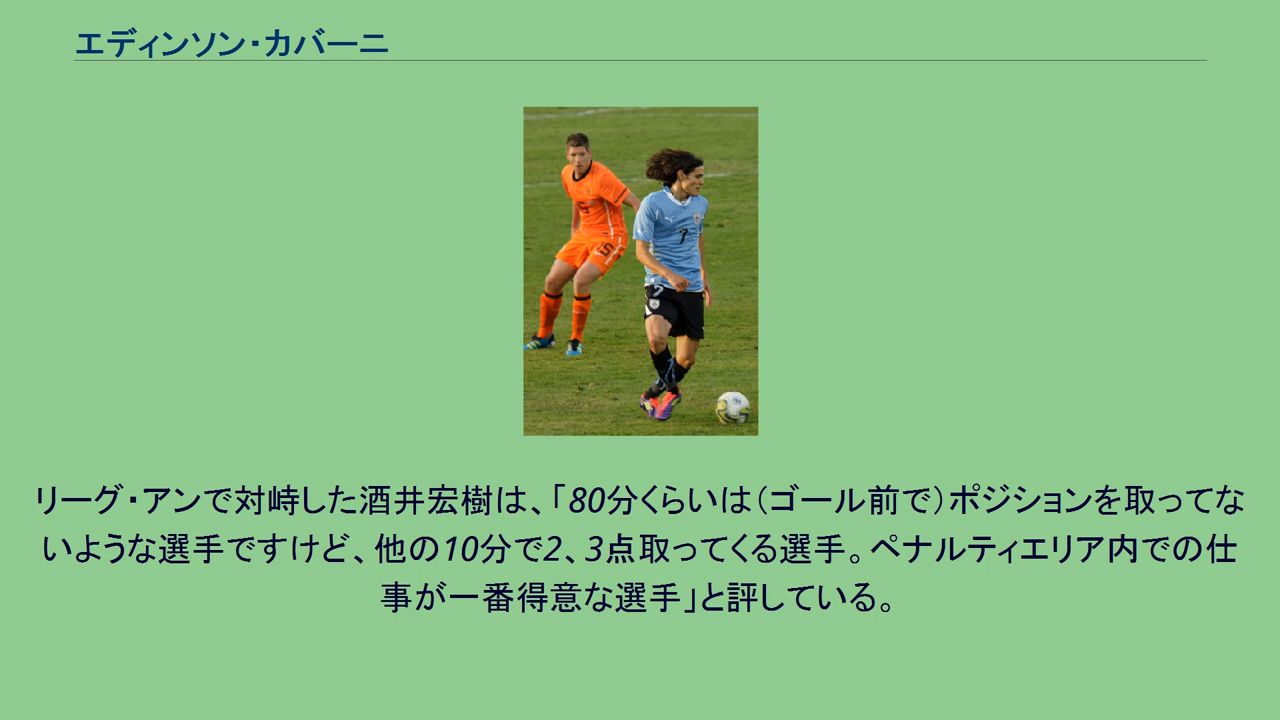 エディンソン・カバーニ
15
7
7
リーグ・アンで対峙した酒井宏樹は、「80分くらいは（ゴール前で）ポジションを取ってな
いような選手ですけど、他の10分で2、3点取ってくる選手。ペナルティエリア内での仕
事が一番得意な選手」と評している。